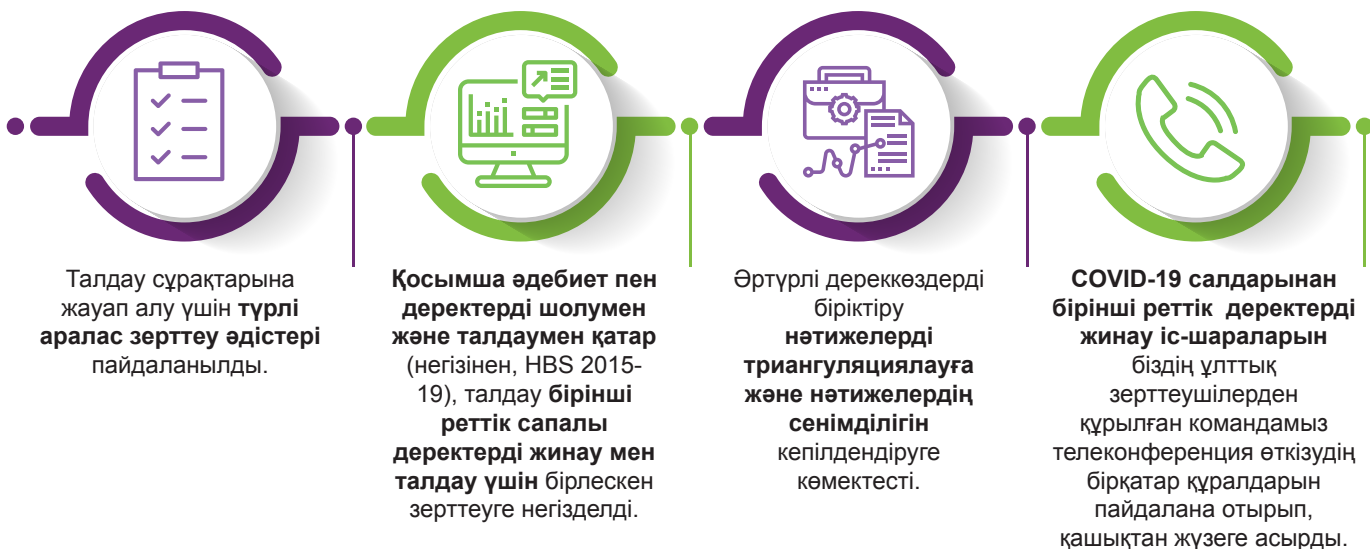 Талдау сұрақтарына
жауап алу үшін түрлі
аралас зерттеу әдістері
пайдаланылды.
Қосымша әдебиет пен
деректерді шолумен
және талдаумен қатар
(негізінен, HBS 2015-
19), талдау бірінші
реттік сапалы
деректерді жинау мен
талдау үшін бірлескен
зерттеуге негізделді.
Әртүрлі дереккөздерді
біріктіру
нәтижелерді
триангуляциялауға
және нәтижелердің
сенімділігін
кепілдендіруге
көмектесті.
COVID-19 салдарынан
бірінші реттік деректерді
жинау іс-шараларын
біздің ұлттық
зерттеушілерден
құрылған командамыз
телеконференция өткізудің
бірқатар құралдарын
пайдалана отырып,
қашықтан жүзеге асырды.